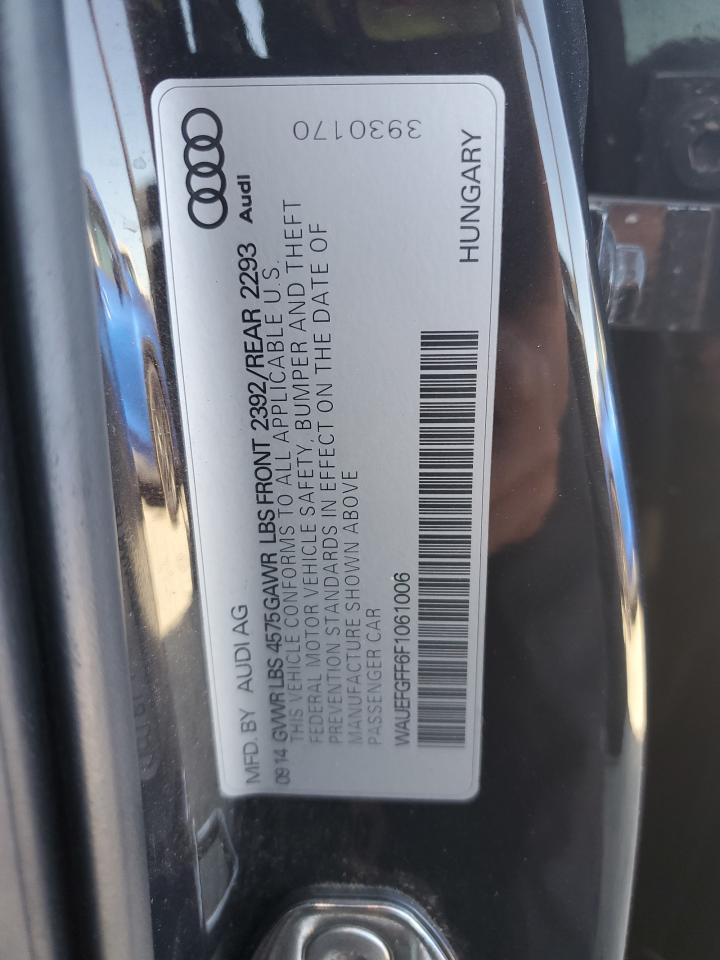 MFD. BY AUDI AG
Audi
09 14 GVWR LBS 4575 GAWR LBS FRONT 2392/REAR 2293
THIS VEHICLE CONFORMS TO ALL APPLICABLE U.S.
FEDERAL MOTOR VEHICLE SAFETY, BUMPER AND THEFT
PREVENTION STANDARDS IN EFFECT ON THE DATE OF
MANUFACTURE SHOWN ABOVE
PASSENGER CAR
WAUEFGFF6F1061006
HUNGARY
3930170